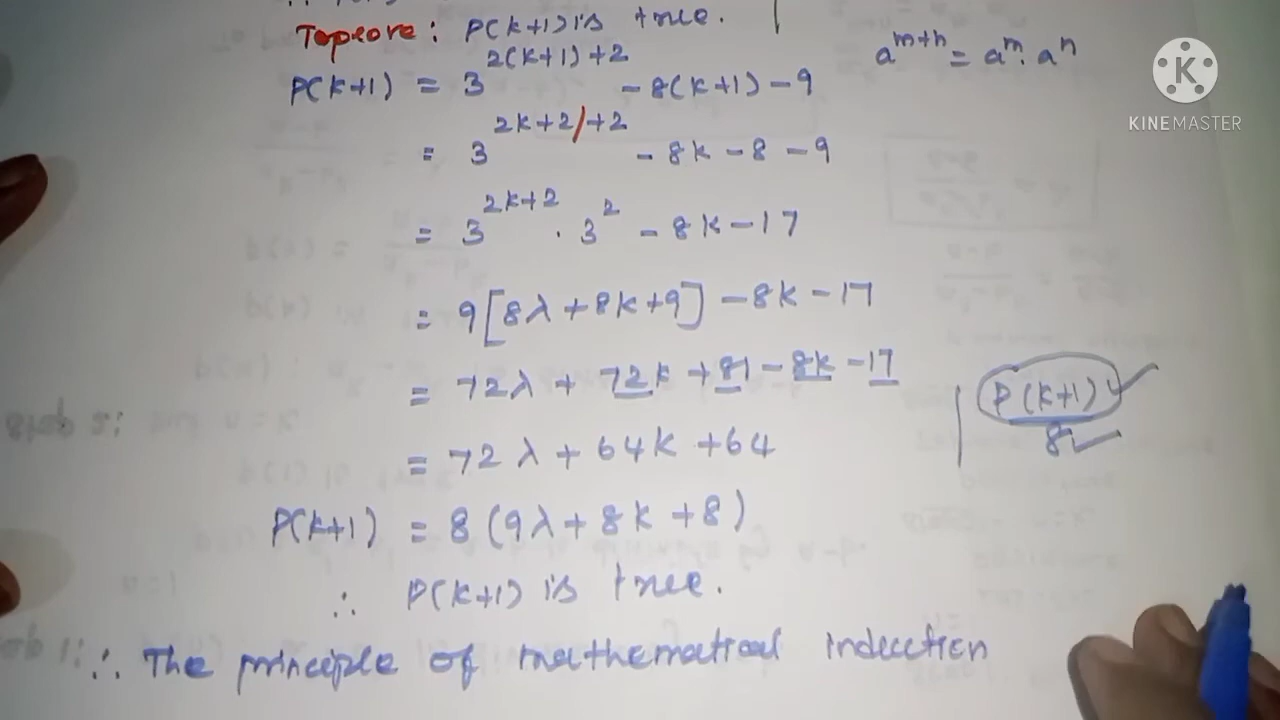 Toprove: P(k+1) is true.
P(k+1) = 3^{2(k+1)+2} - 8(k+1) - 9
= 3^{2k+2/+2} - 8k - 8 - 9
= 3^{2k+2} . 3^2 - 8k - 17
= 9[8λ + 8k + 9] - 8k - 17
= 72λ + 72k + 81 - 8k - 17
= 72λ + 64k + 64
P(k+1) = 8(9λ + 8k + 8)
∴ P(k+1) is true.
∴ The principle of mathematical induction
a^{m+n} = a^m . a^n
KINEMASTER
P(k+1)
8